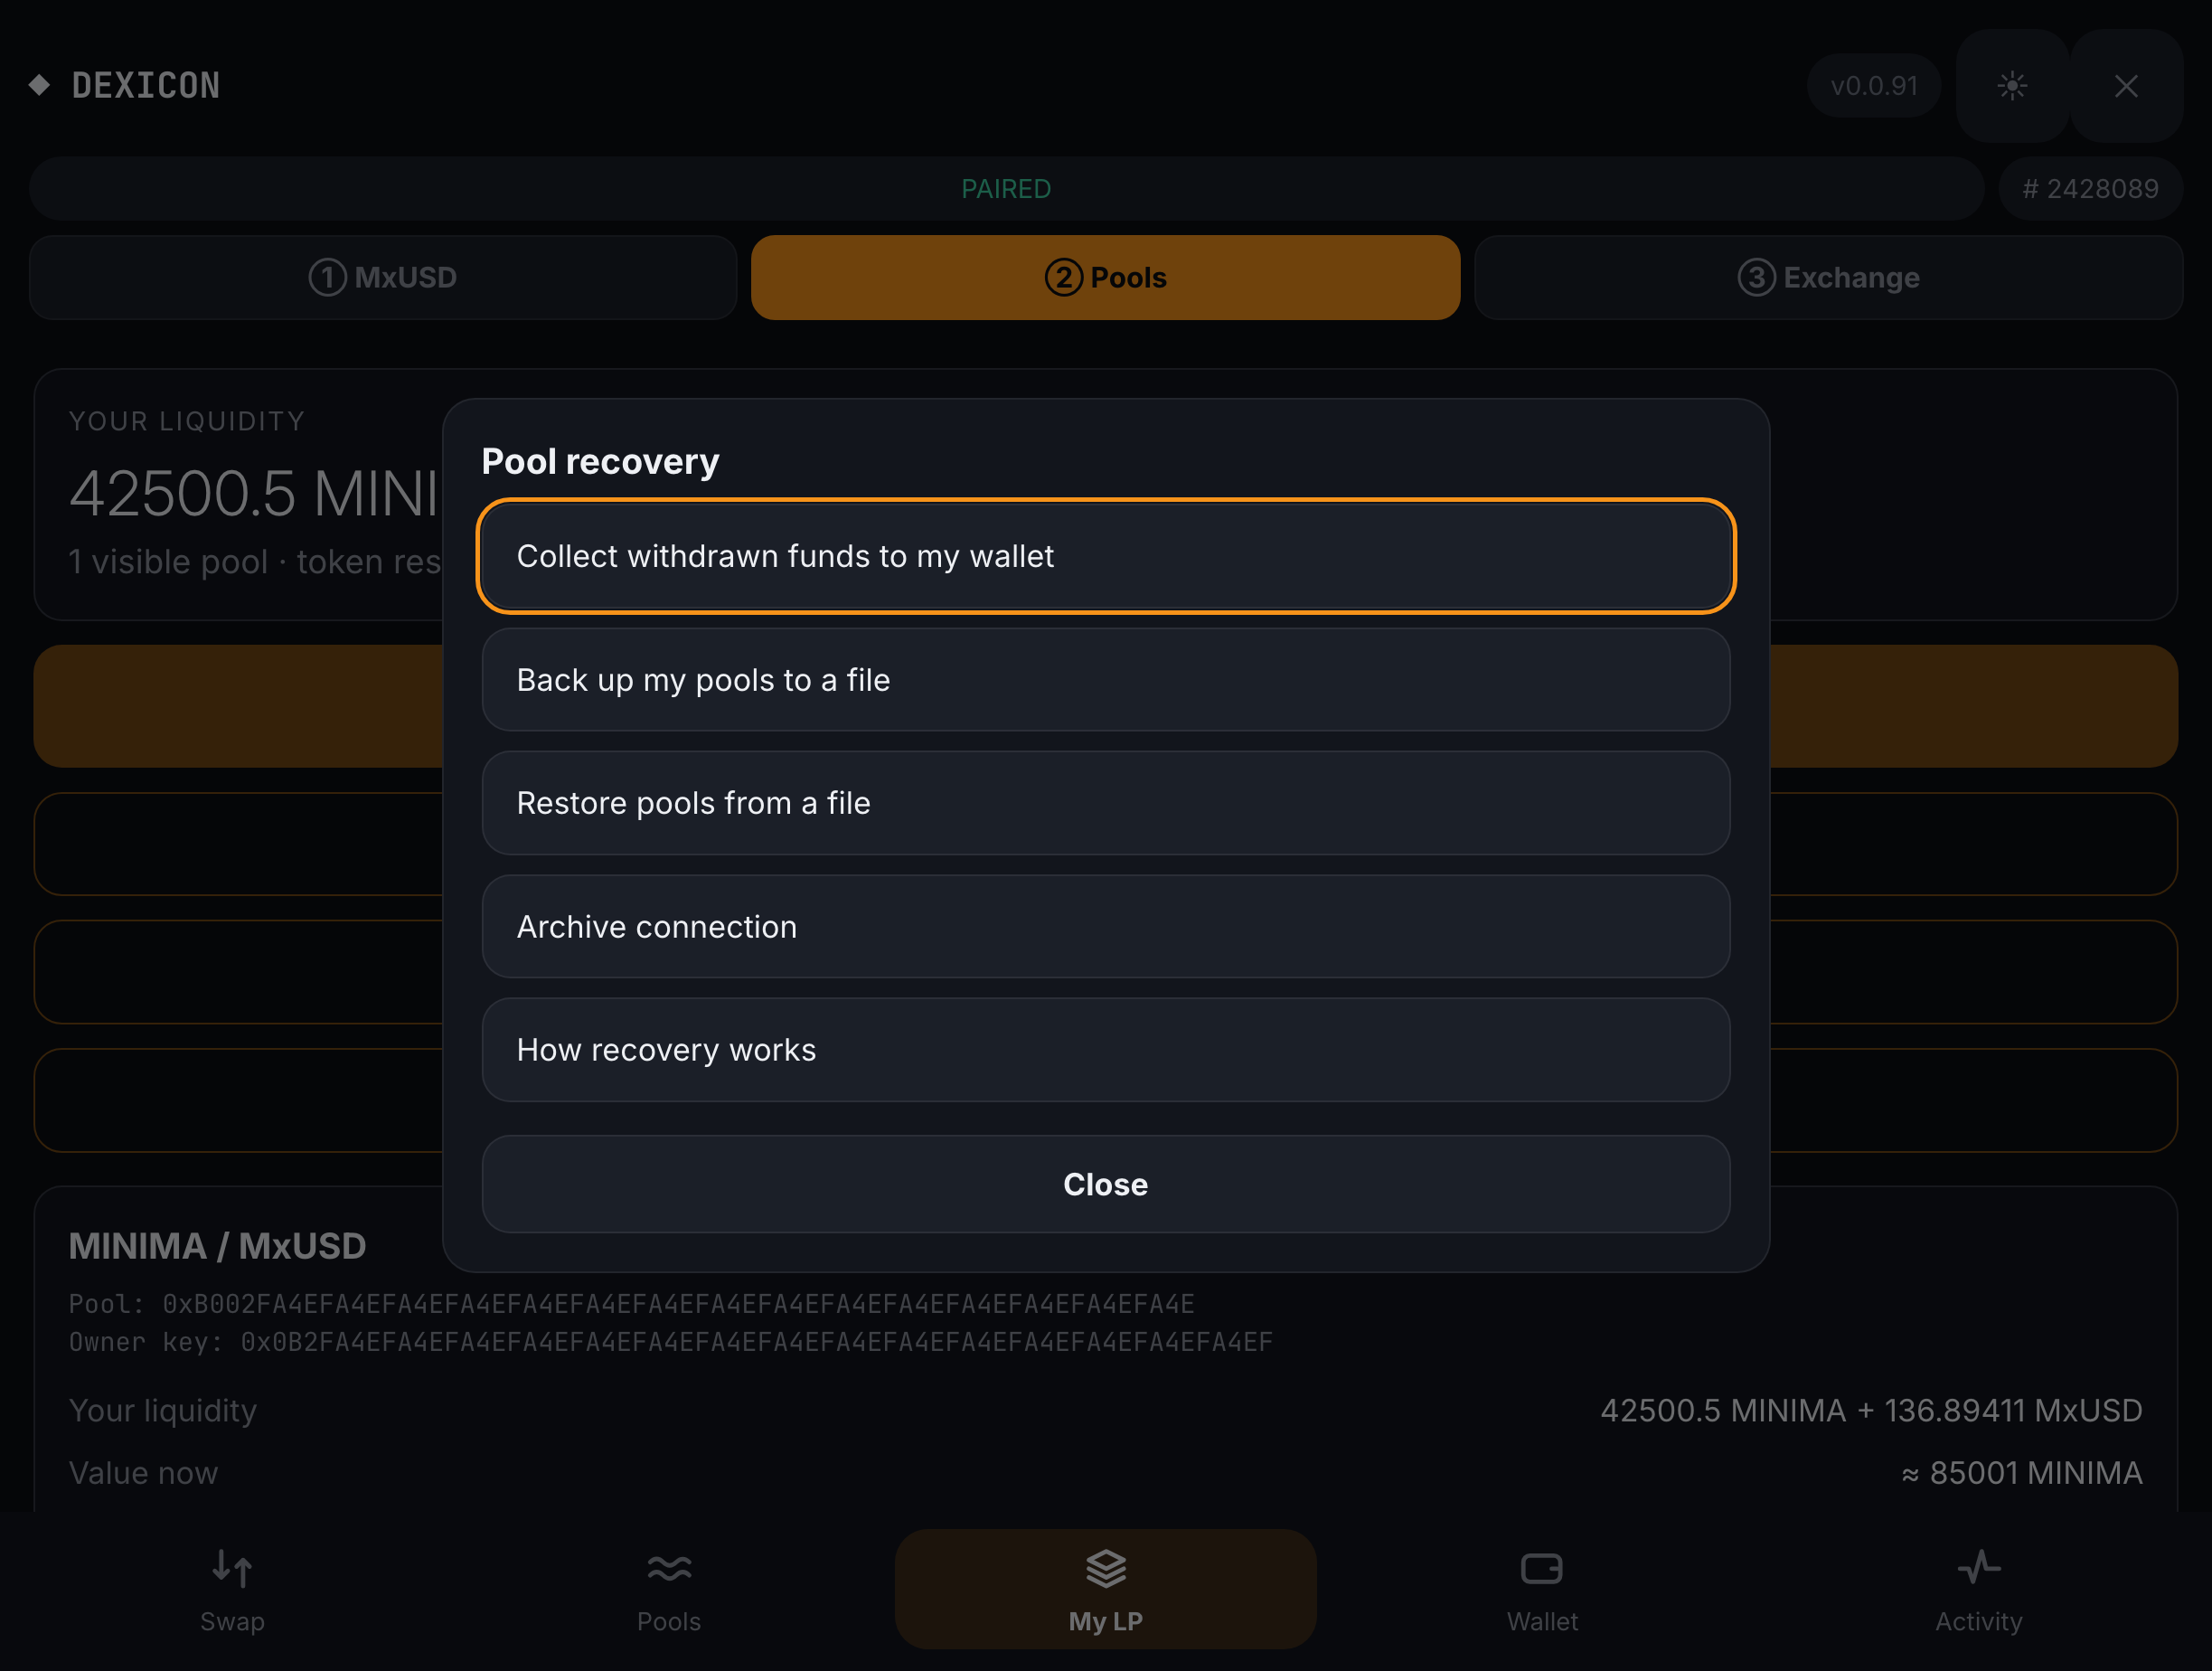 DEXICON
v0.0.91
PAIRED
# 2428089
1 MxUSD
2 Pools
3 Exchange
YOUR LIQUIDITY
42500.5 MINI
1 visible pool · token res
Pool recovery
Collect withdrawn funds to my wallet
Back up my pools to a file
Restore pools from a file
Archive connection
How recovery works
Close
MINIMA / MxUSD
Pool: 0xB002FA4EFA4EFA4EFA4EFA4EFA4EFA4EFA4EFA4EFA4EFA4EFA4EFA4EFA4EFA4E
Owner key: 0x0B2FA4EFA4EFA4EFA4EFA4EFA4EFA4EFA4EFA4EFA4EFA4EFA4EFA4EFA4EFA4EF
Your liquidity
42500.5 MINIMA + 136.89411 MxUSD
Value now
≈ 85001 MINIMA
Swap
Pools
My LP
Wallet
Activity